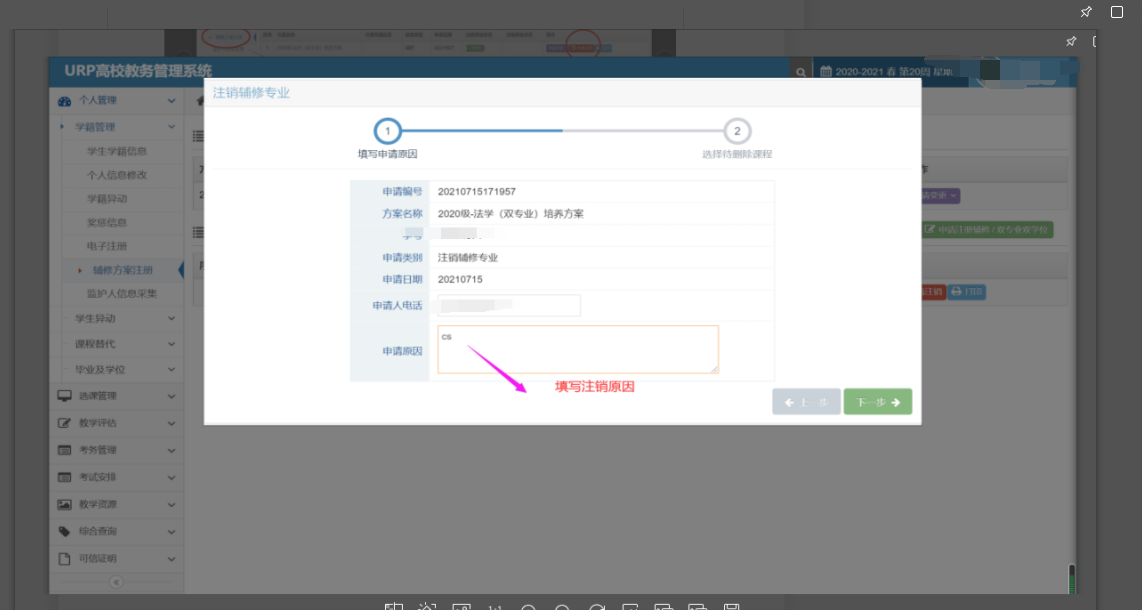 URP高校教务管理系统
2020-2021 春 第20周
个人管理
学籍管理
学生学籍信息
个人信息修改
学籍异动
奖惩信息
电子注册
辅修方案注册
监护人信息采集
学生异动
课程替代
毕业及学位
选课管理
教学评估
考务管理
考试安排
教学资源
综合查询
可信证明
注销辅修专业
1
2
填写申请原因
选择待删除课程
申请编号 20210715171957
方案名称 2020级-法学（双专业）培养方案
学号
申请类别 注销辅修专业
申请日期 20210715
申请人电话
申请原因 cs
填写注销原因
上一步
下一步
打印